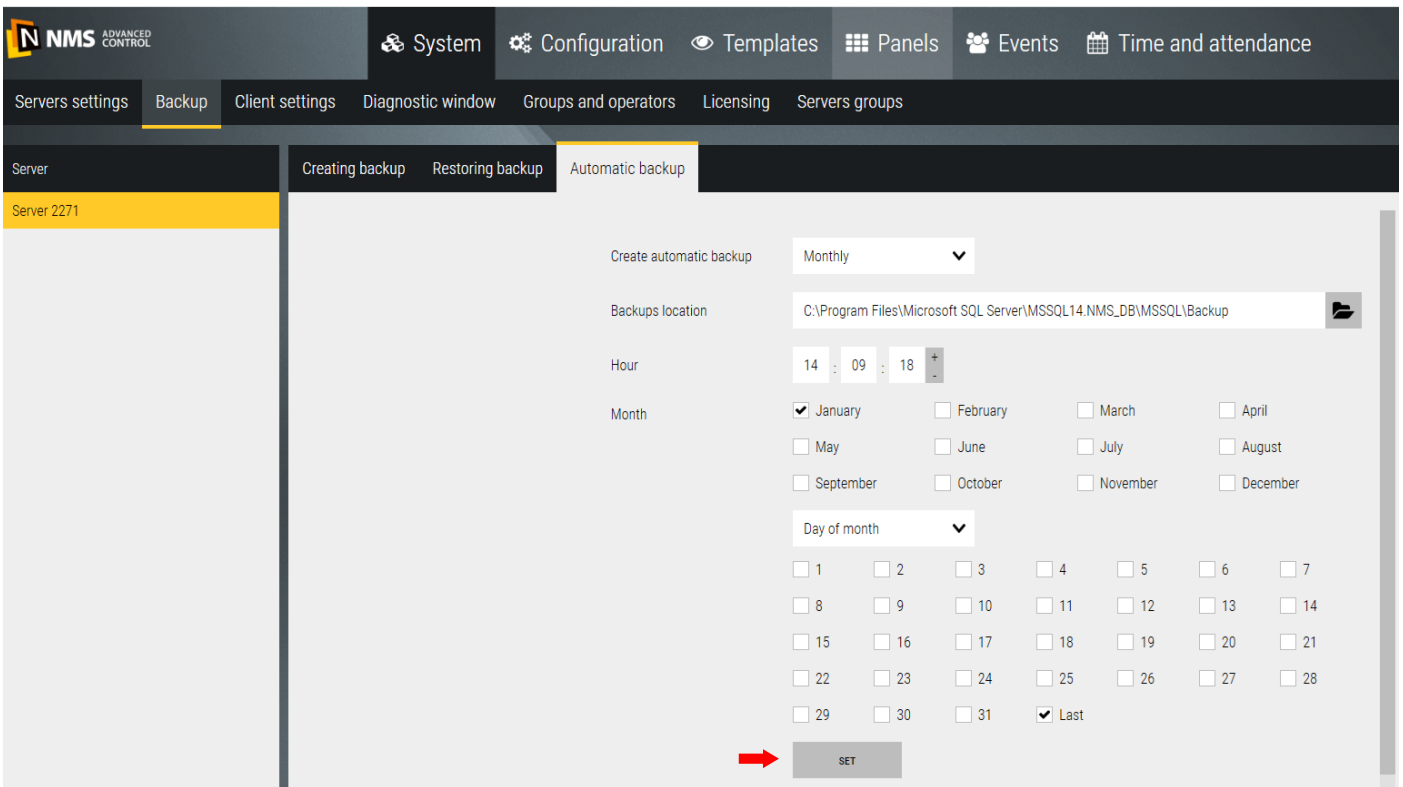 N NMS ADVANCED CONTROL
System Configuration Templates Panels Events Time and attendance
Servers settings Backup Client settings Diagnostic window Groups and operators Licensing Servers groups
Server
Server 2271
Creating backup Restoring backup Automatic backup
Create automatic backup Monthly
Backups location C:\Program Files\Microsoft SQL Server\MSSQL14.NMS_DB\MSSQL\Backup
Hour 14 : 09 : 18 + -
Month January February March April
May June July August
September October November December
Day of month
1 2 3 4 5 6 7
8 9 10 11 12 13 14
15 16 17 18 19 20 21
22 23 24 25 26 27 28
29 30 31 Last
SET